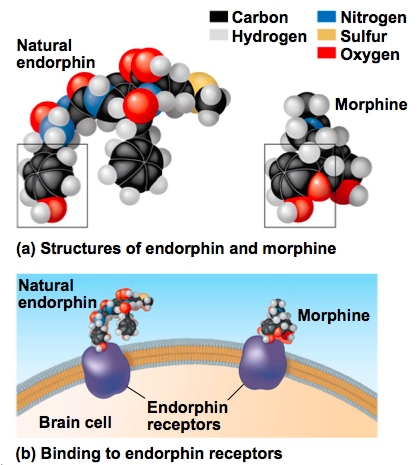 Carbon
Nitrogen
Hydrogen
Sulfur
Oxygen
Natural
endorphin
Morphine
(a) Structures of endorphin and morphine
Natural
endorphin
Morphine
Endorphin
receptors
Brain cell
(b) Binding to endorphin receptors